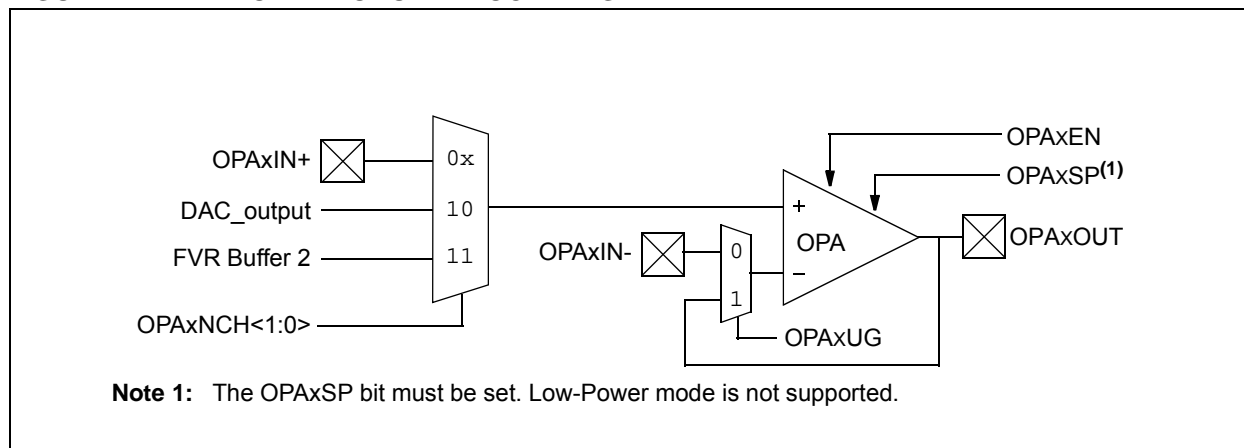 OPAxEN
OPAxIN+
0x
OPAxSP(1)
DAC_output
10
+
OPA
OPAxOUT
OPAxIN-
0
FVR Buffer 2
11
−
1
OPAxNCH<1:0>
OPAxUG
Note 1: The OPAxSP bit must be set. Low-Power mode is not supported.